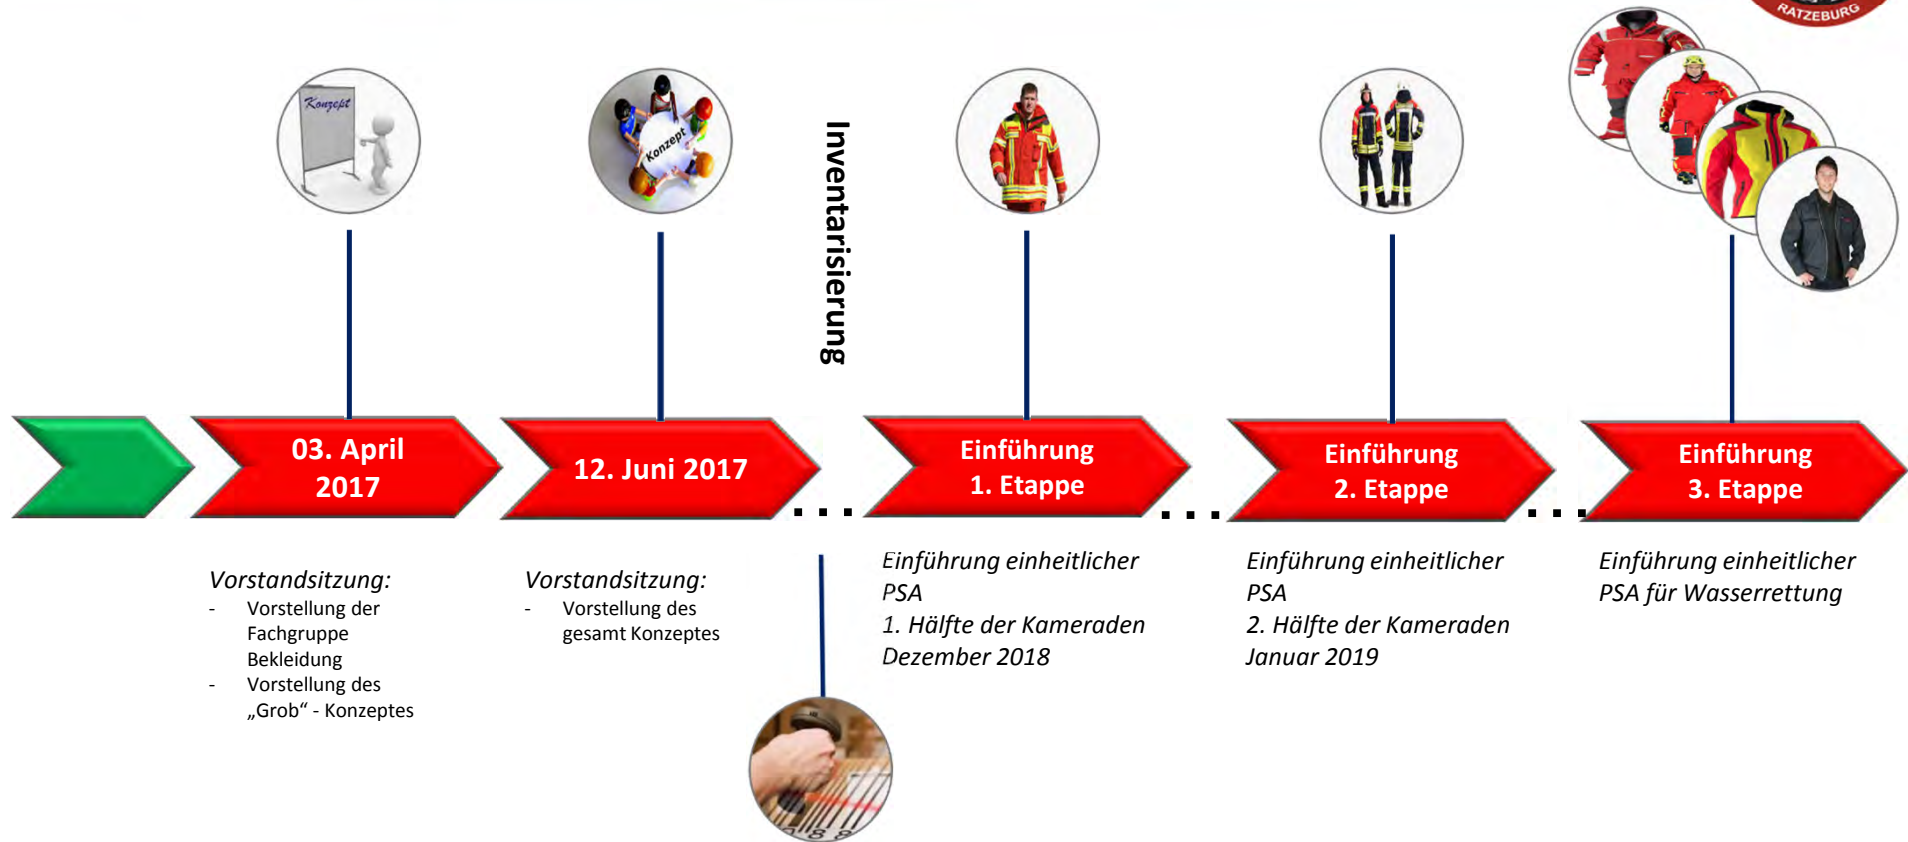 RATZEBURG
Konzept
Konzept
Inventarisierung
03. April
2017
12. Juni 2017
...
Einführung
1. Etappe
...
Einführung
2. Etappe
...
Einführung
3. Etappe
Vorstandsitzung:
- Vorstellung der
Fachgruppe
Bekleidung
- Vorstellung des
„Grob“ - Konzeptes
Vorstandsitzung:
- Vorstellung des
gesamt Konzeptes
Einführung einheitlicher
PSA
1. Hälfte der Kameraden
Dezember 2018
Einführung einheitlicher
PSA
2. Hälfte der Kameraden
Januar 2019
Einführung einheitlicher
PSA für Wasserrettung
088